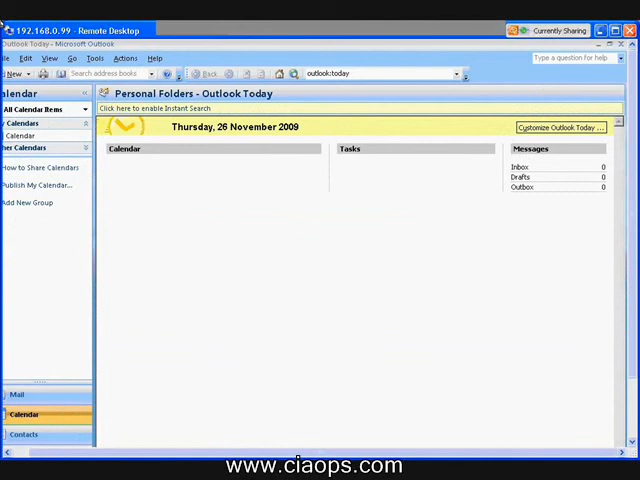 192.168.0.99 - Remote Desktop
Currently Sharing
Outlook Today - Microsoft Outlook
Edit View Go Tools Actions Help
Type a question for help
New Search address books Back outlook:today
alendar
Personal Folders - Outlook Today
All Calendar Items
Click here to enable Instant Search
y Calendars
Thursday, 26 November 2009
Customize Outlook Today ...
Calendar
her Calendars
Calendar Tasks Messages
How to Share Calendars
Inbox 0
Drafts 0
Publish My Calendar...
Outbox 0
Add New Group
Mail
Calendar
Contacts
www.ciaops.com